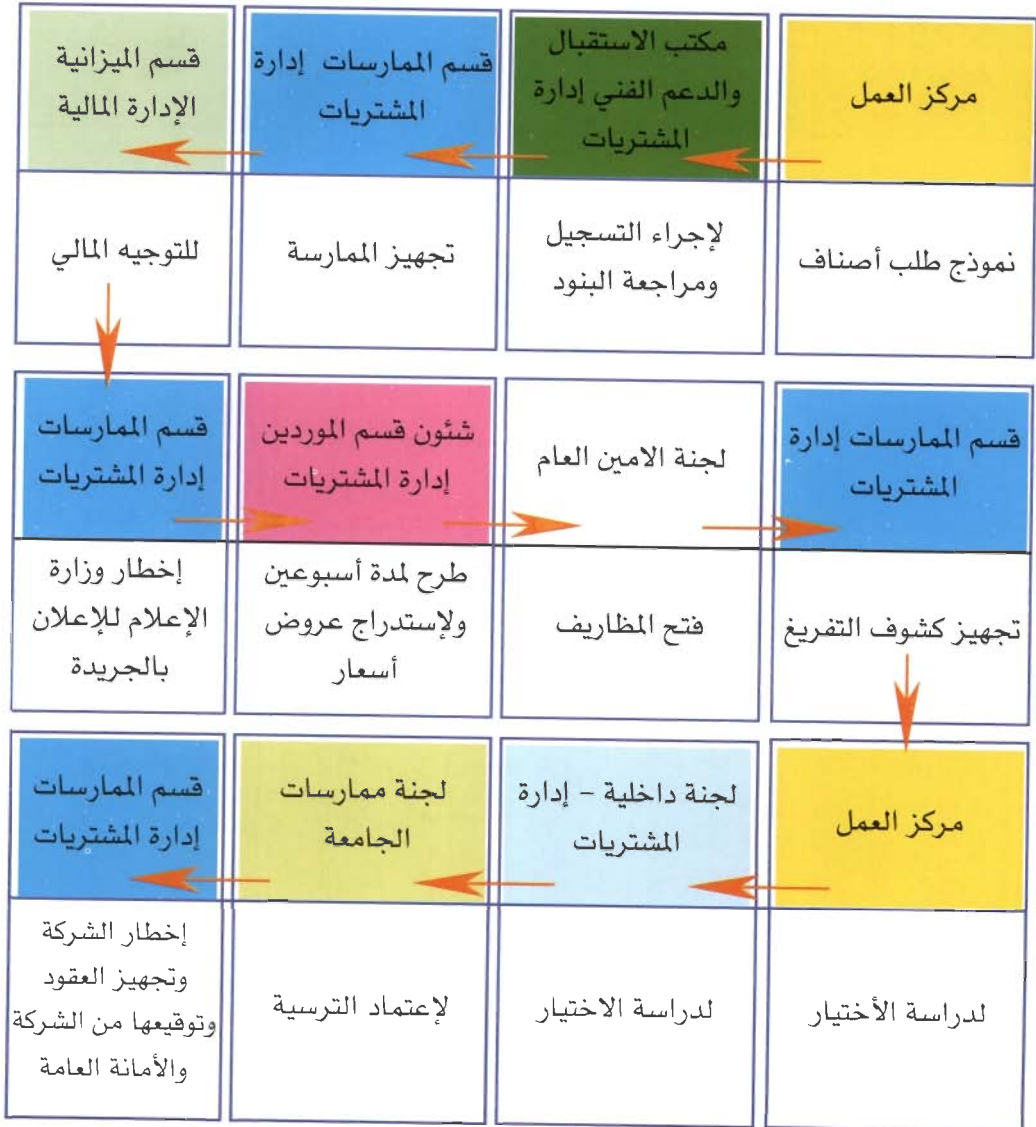 مركز العمل
نموذج طلب أصناف
مكتب الاستقبال
والدعم الفني إدارة
المشتريات
لإجراء التسجيل
ومراجعة البنود
قسم الممارسات إدارة
المشتريات
تجهيز الممارسة
قسم الميزانية
الإدارة المالية
للتوجيه المالي
قسم الممارسات
إدارة المشتريات
إخطار وزارة
الإعلام للإعلان
بالجريدة
شئون قسم الموردين
إدارة المشتريات
طرح لمدة أسبوعين
ولإستدراج عروض
أسعار
لجنة الامين العام
فتح المظاريف
قسم الممارسات إدارة
المشتريات
تجهيز كشوف التفريغ
مركز العمل
لدراسة الأختيار
لجنة داخلية – إدارة
المشتريات
لدراسة الاختيار
لجنة ممارسات
الجامعة
لإعتماد الترسية
قسم الممارسات
إدارة المشتريات
إخطار الشركة
وتجهيز العقود
وتوقيعها من الشركة
والأمانة العامة